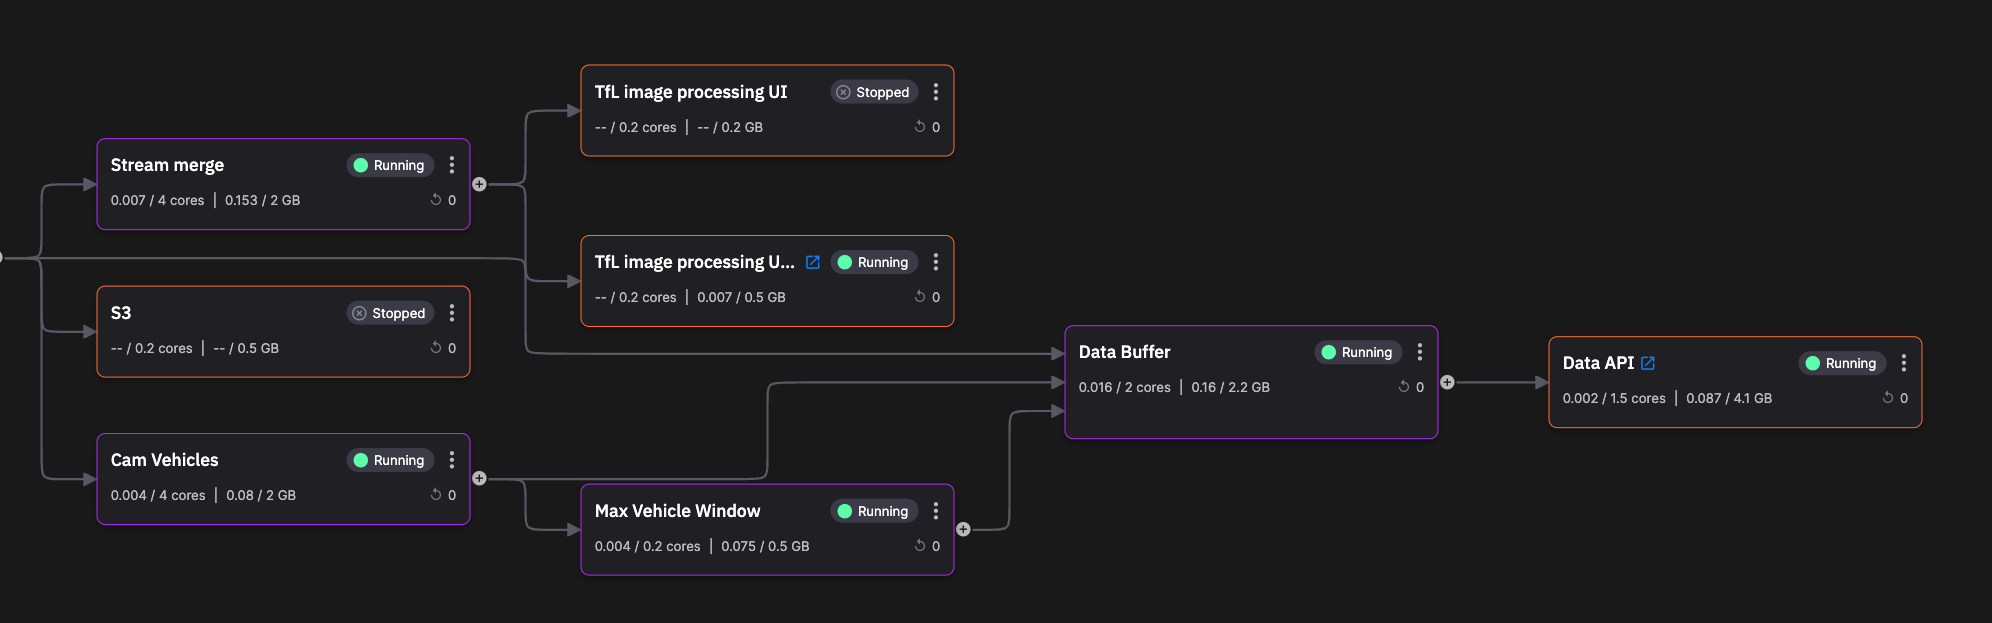 TfL image processing UI Stopped
-- / 0.2 cores | -- / 0.2 GB 0
Stream merge Running
0.007 / 4 cores | 0.153 / 2 GB 0
TfL image processing U... Running
-- / 0.2 cores | 0.007 / 0.5 GB 0
S3 Stopped
-- / 0.2 cores | -- / 0.5 GB 0
Data Buffer Running
0.016 / 2 cores | 0.16 / 2.2 GB 0
Data API Running
0.002 / 1.5 cores | 0.087 / 4.1 GB 0
Cam Vehicles Running
0.004 / 4 cores | 0.08 / 2 GB 0
Max Vehicle Window Running
0.004 / 0.2 cores | 0.075 / 0.5 GB 0